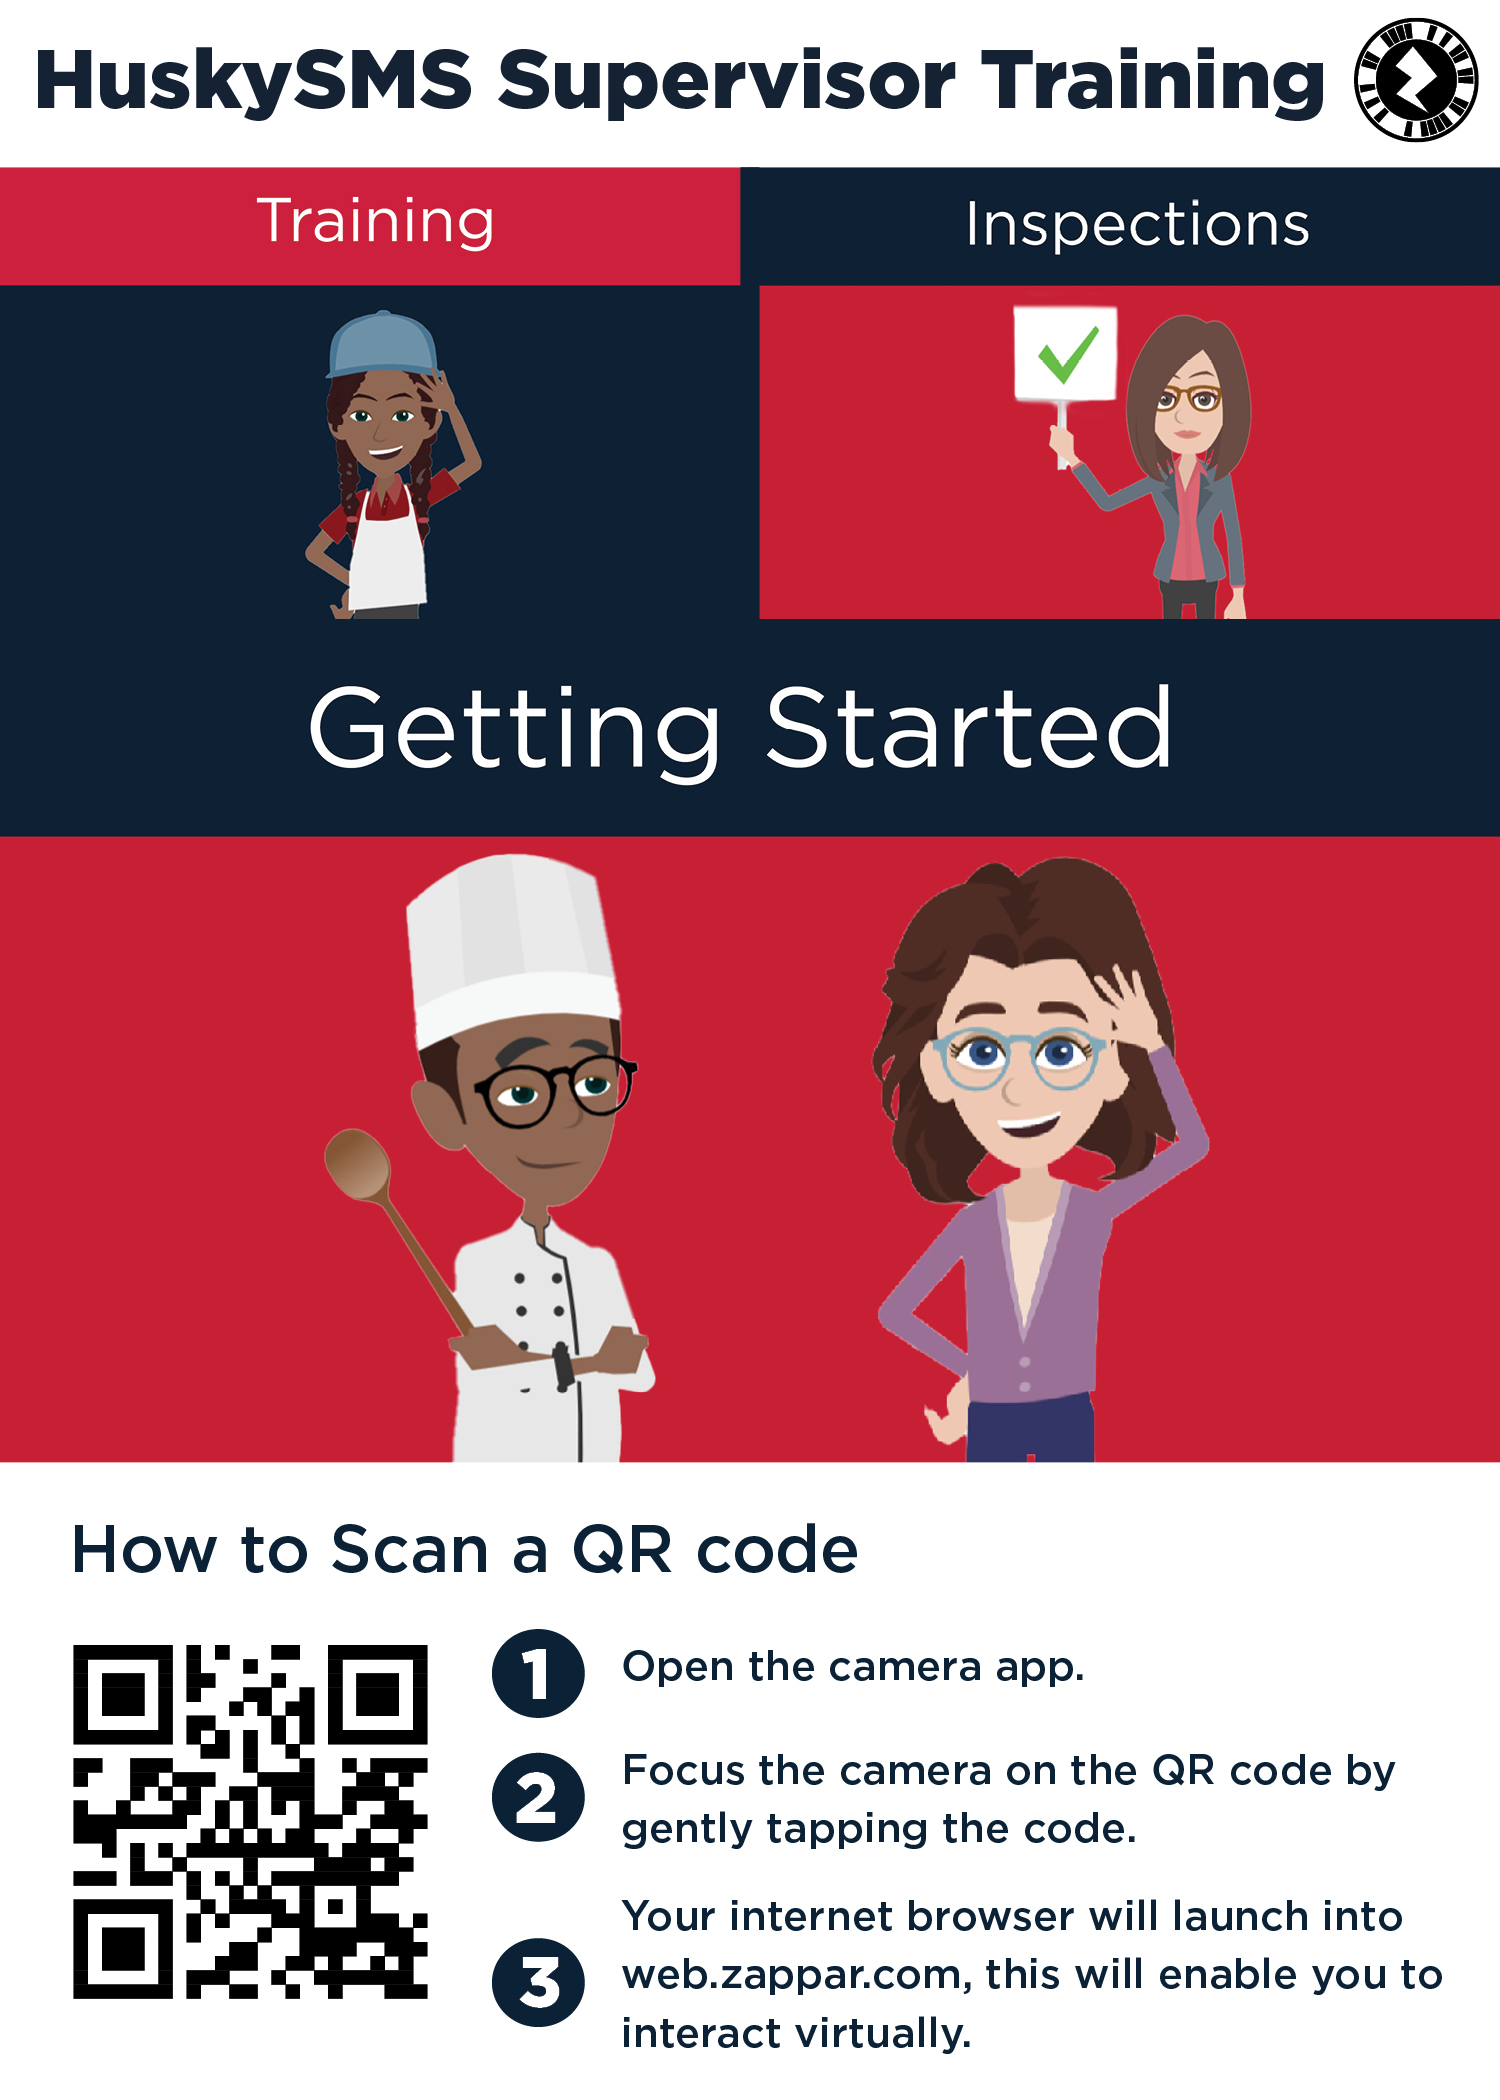 HuskySMS Supervisor Training
Training
Inspections
Getting Started
How to Scan a QR code
1
Open the camera app.
2
Focus the camera on the QR code by
gently tapping the code.
3
Your internet browser will launch into
web.zappar.com, this will enable you to
interact virtually.